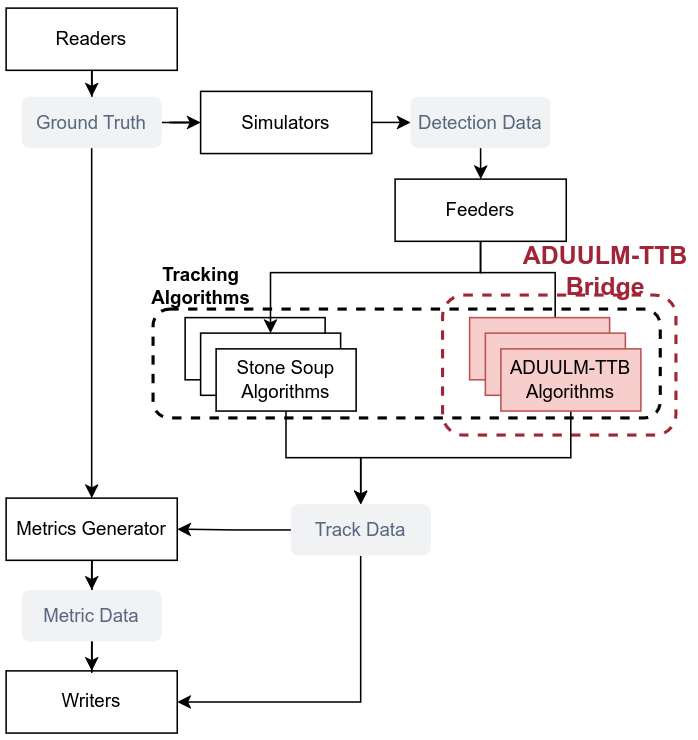 Readers
Ground Truth
Simulators
Detection Data
Feeders
ADUULM-TTB
Bridge
Tracking
Algorithms
Stone Soup
Algorithms
ADUULM-TTB
Algorithms
Metrics Generator
Track Data
Metric Data
Writers